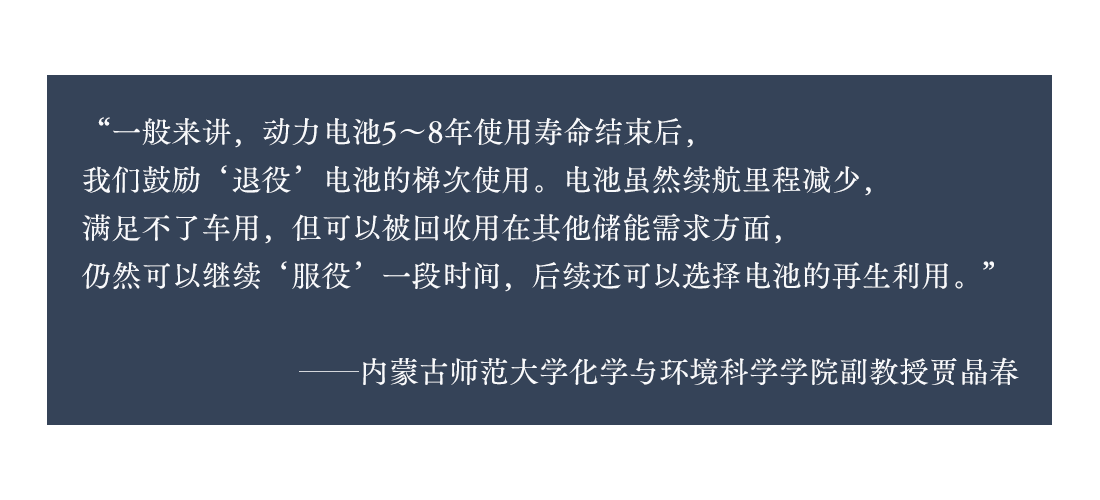 “一般来讲，动力电池5～8年使用寿命结束后，
我们鼓励‘退役’电池的梯次使用。电池虽然续航里程减少，
满足不了车用，但可以被回收用在其他储能需求方面，
仍然可以继续‘服役’一段时间，后续还可以选择电池的再生利用。”
——内蒙古师范大学化学与环境科学学院副教授贾晶春